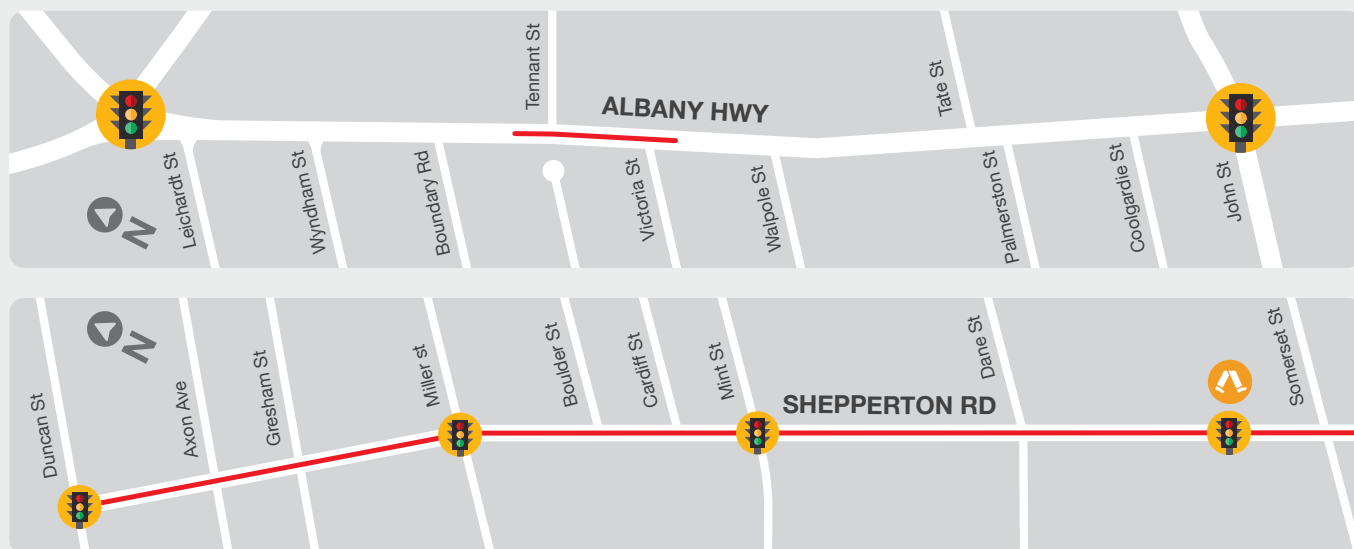 Tennant St
ALBANY HWY
Tate St
Leichardt St
Wyndham St
Boundary Rd
Victoria St
Walpole St
Palmerston St
Coolgardie St
John St
N
N
Duncan St
Axon Ave
Gresham St
Miller st
Boulder St
Cardiff St
Mint St
SHEPPERTON RD
Dane St
Somerset St